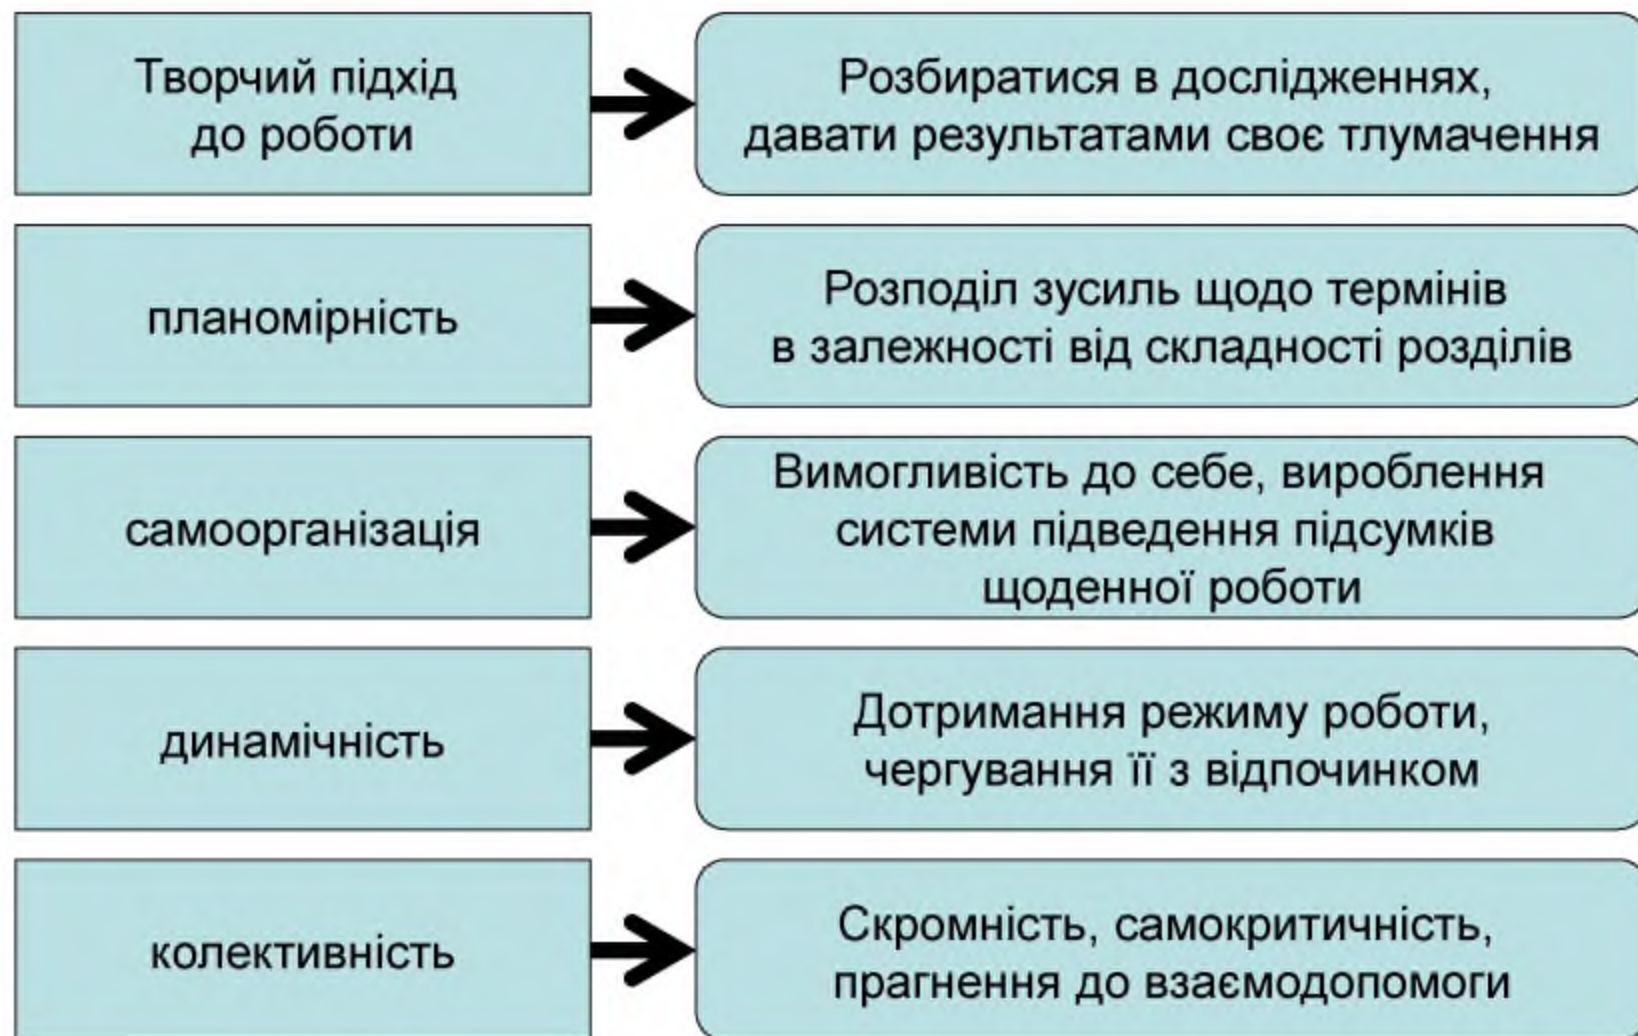 Творчий підхід
до роботи
Розбиратися в дослідженнях,
давати результатами своє тлумачення
планомірність
Розподіл зусиль щодо термінів
в залежності від складності розділів
самоорганізація
Вимогливість до себе, вироблення
системи підведення підсумків
щоденної роботи
динамічність
Дотримання режиму роботи,
чергування її з відпочинком
колективність
Скромність, самокритичність,
прагнення до взаємодопомоги